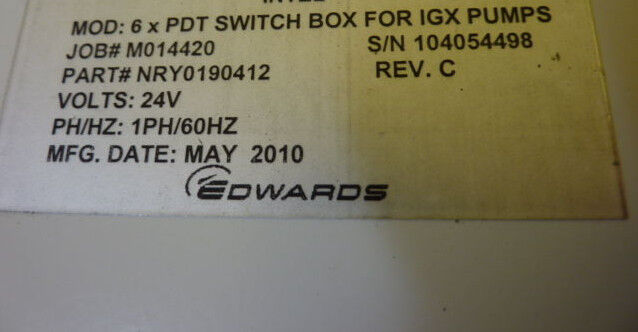 MOD: 6 x PDT SWITCH BOX FOR IGX PUMPS
JOB# M014420 S/N 104054498
PART# NRY0190412 REV. C
VOLTS: 24V
PH/HZ: 1PH/60HZ
MFG. DATE: MAY 2010
EDWARDS